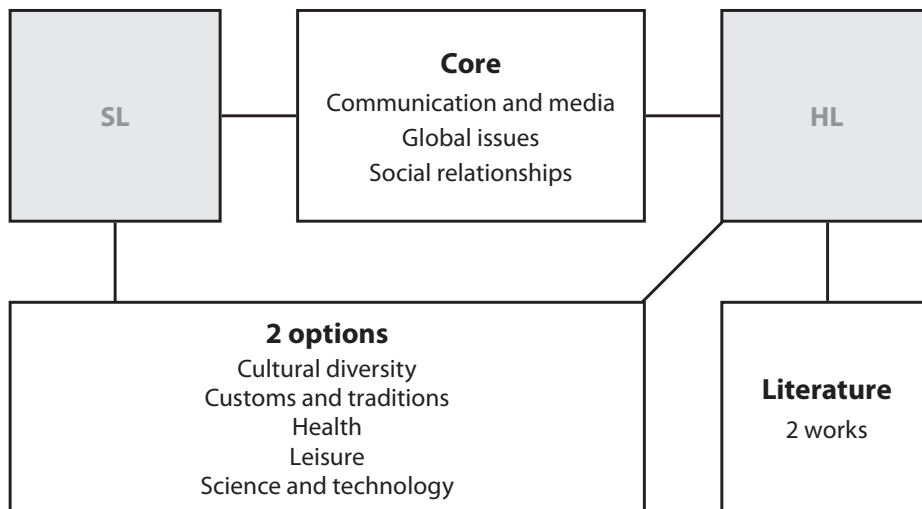 SL
Core
Communication and media
Global issues
Social relationships
HL
2 options
Cultural diversity
Customs and traditions
Health
Leisure
Science and technology
Literature
2 works